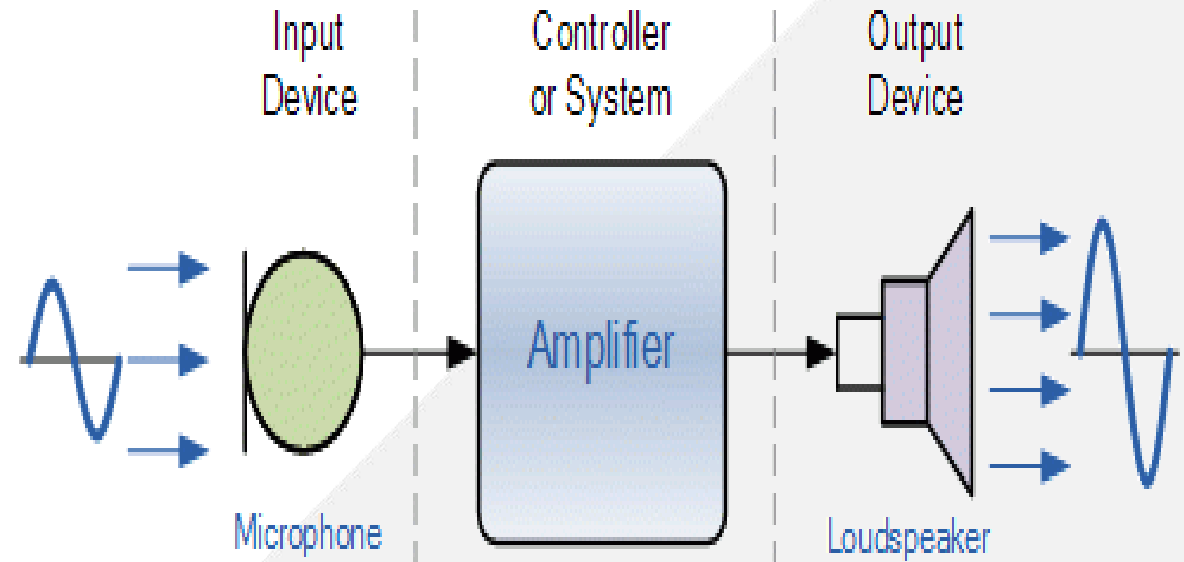 Input
Device
Controller
or System
Output
Device
Amplifier
Microphone
Loudspeaker